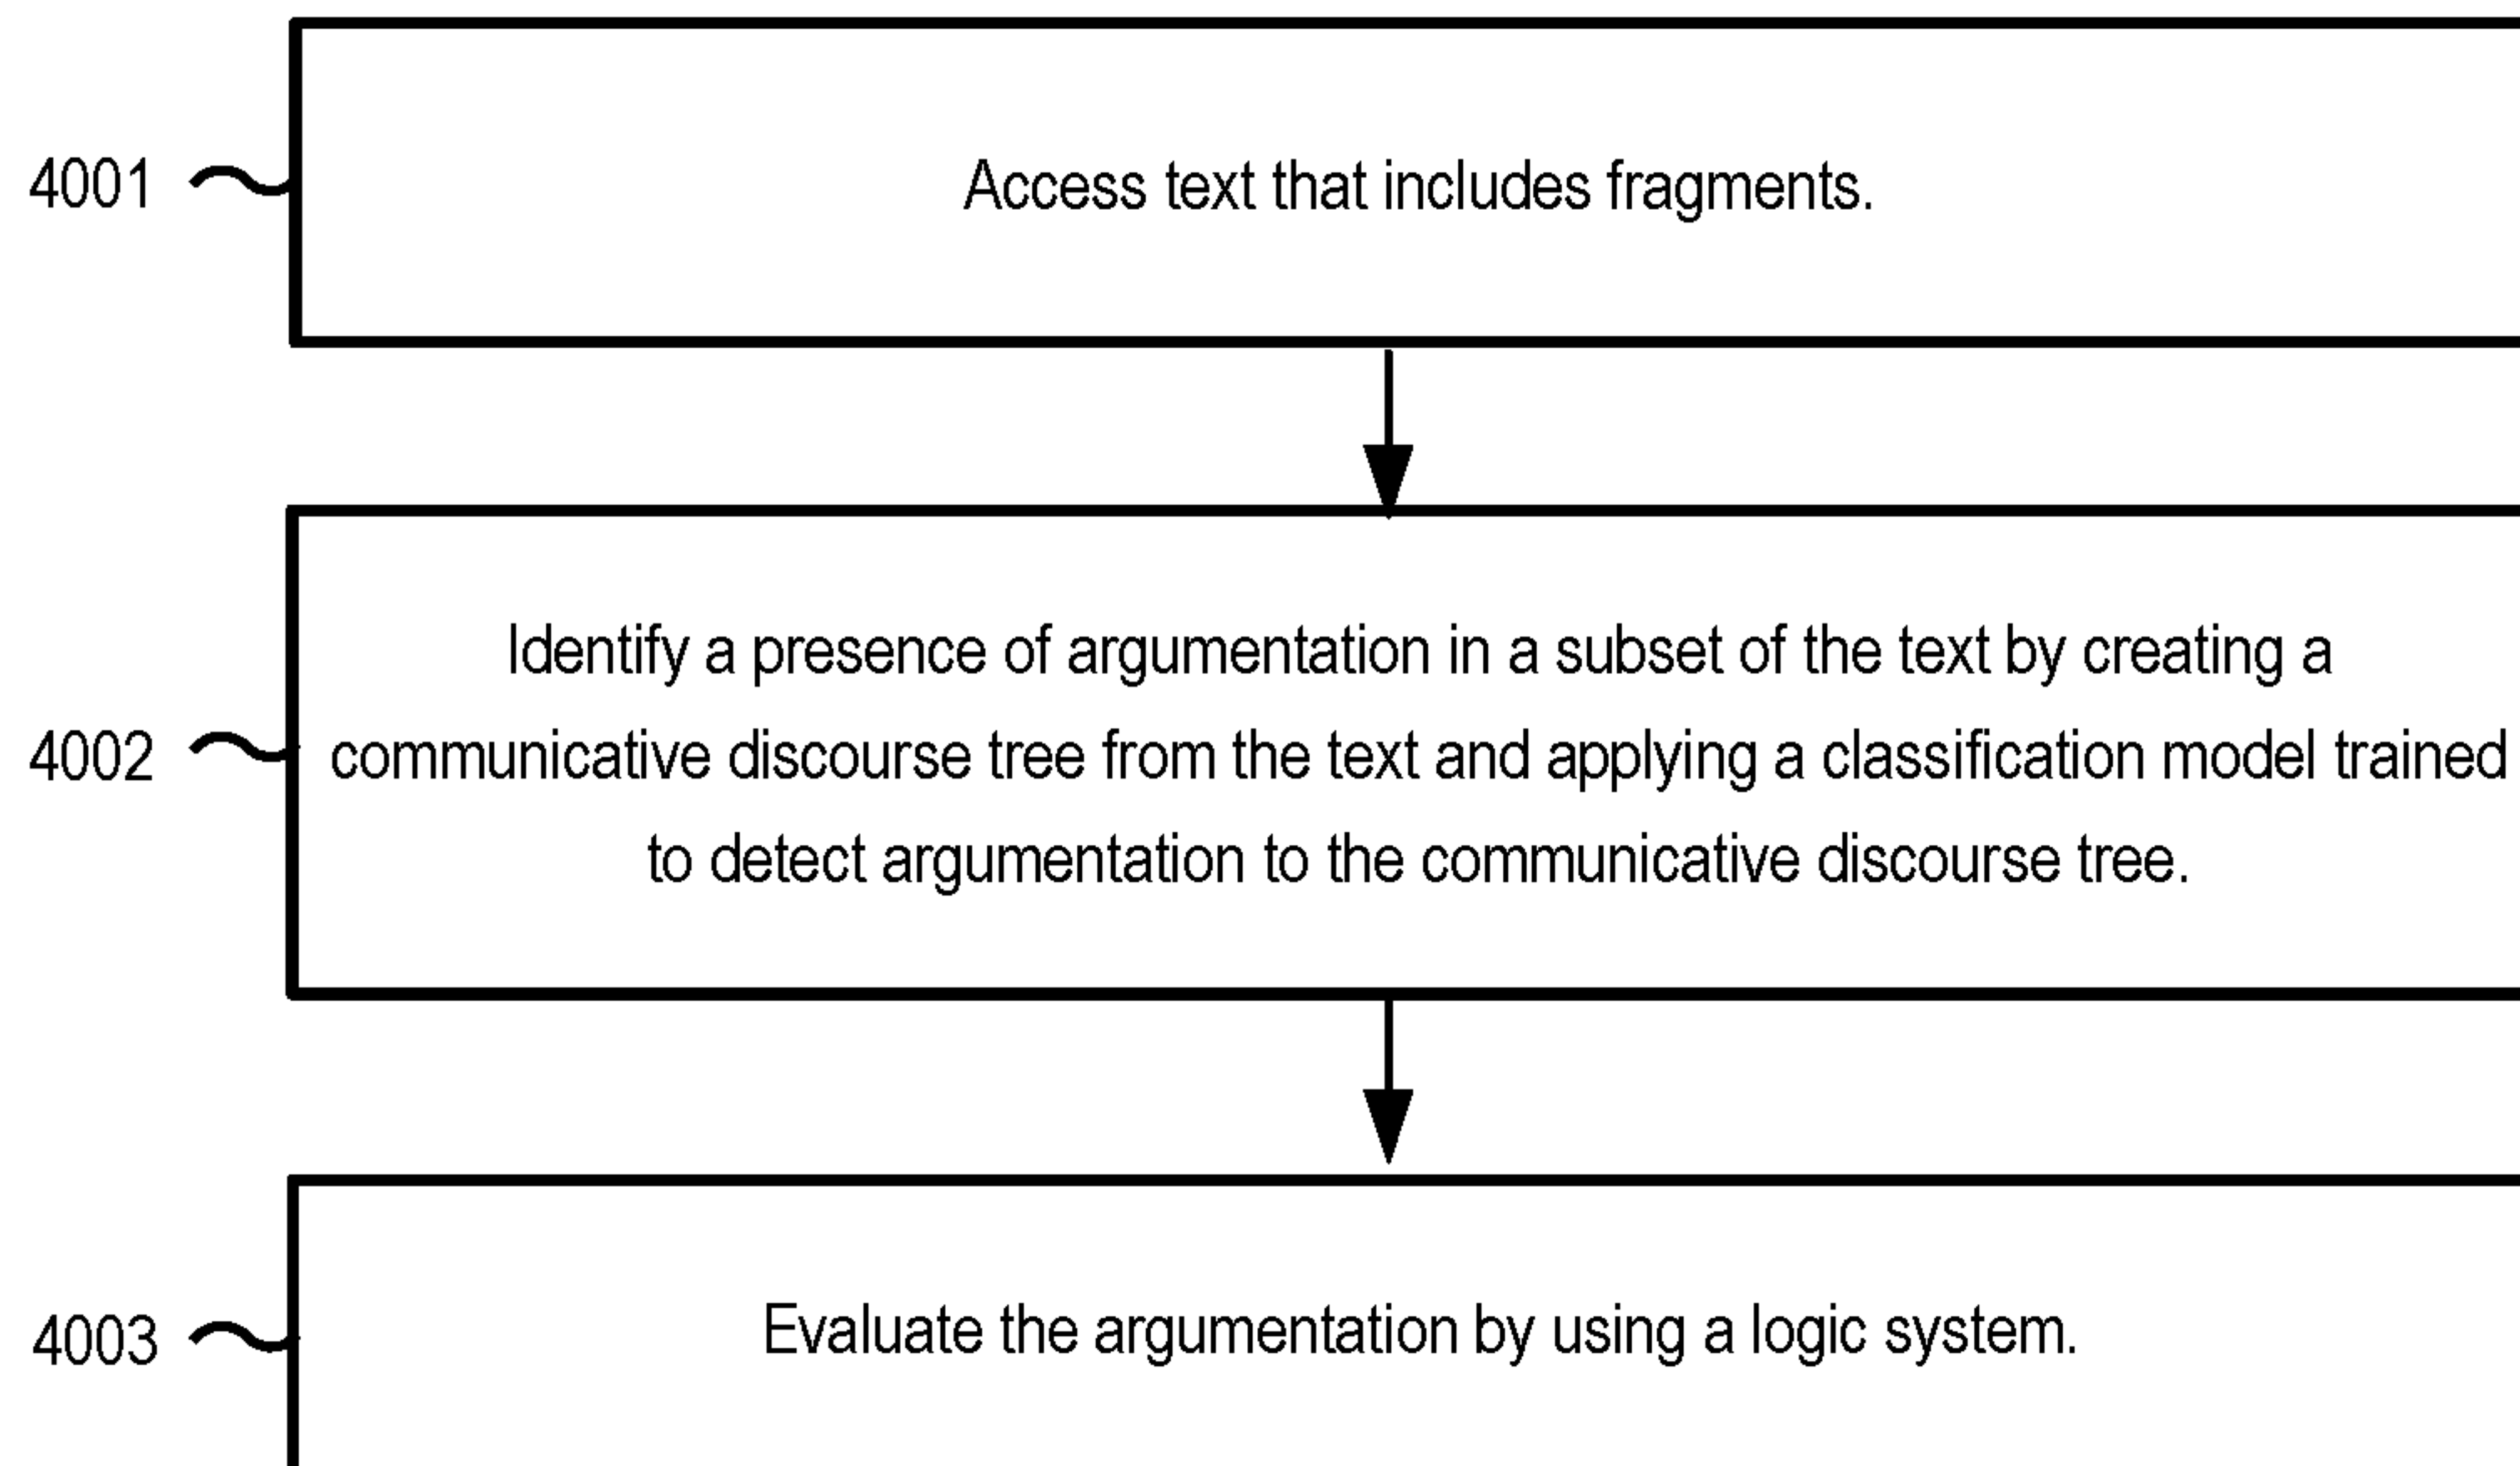 4001
Access text that includes fragments.
Identify a presence of argumentation in a subset of the text by creating a
4002
communicative discourse tree from the text and applying a classification model trained
to detect argumentation to the communicative discourse tree.
4003
Evaluate the argumentation by using a logic system.